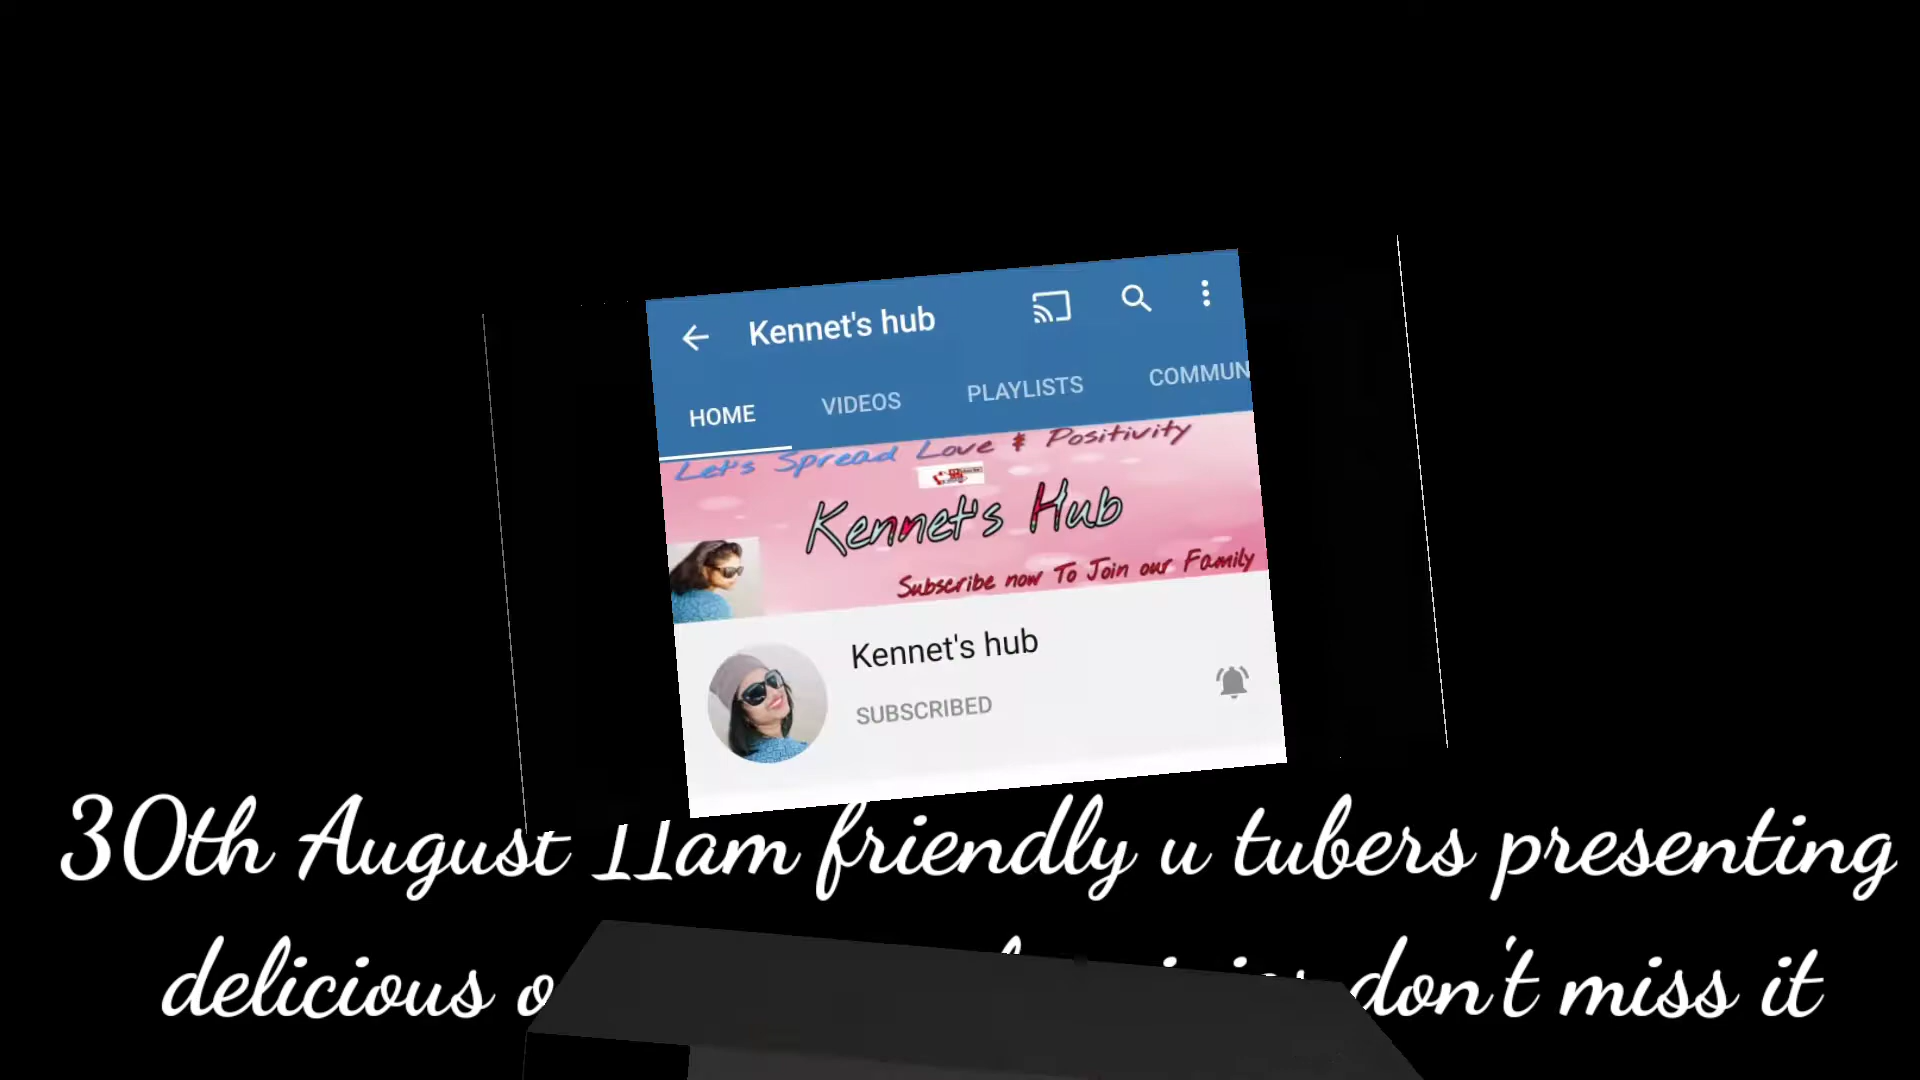 Kennet's hub
HOME VIDEOS PLAYLISTS COMMUN
Let's Spread Love & Positivity
Kennet's Hub
Subscribe now To Join our Family
Kennet's hub
SUBSCRIBED
30th August 11am friendly u tubers presenting
delicious don't miss it